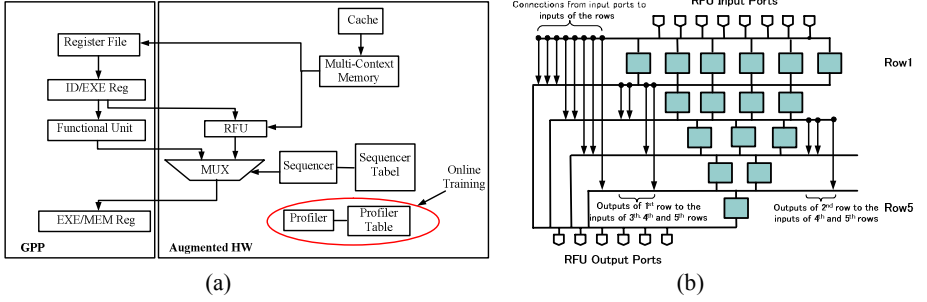 Cache
Register File
Multi-Context
Memory
ID/EXE Reg
Functional Unit
RFU
MUX
Sequencer
Sequencer
Tabel
Online
Training
EXE/MEM Reg
Profiler
Profiler
Table
GPP
Augmented HW
(a)
Connections from input ports to
inputs of the rows
RFU Input Ports
Row1
Outputs of 1st row to the
inputs of 3th, 4th and 5th rows
Outputs of 2nd row to the
inputs of 4th and 5th rows
Row5
RFU Output Ports
(b)